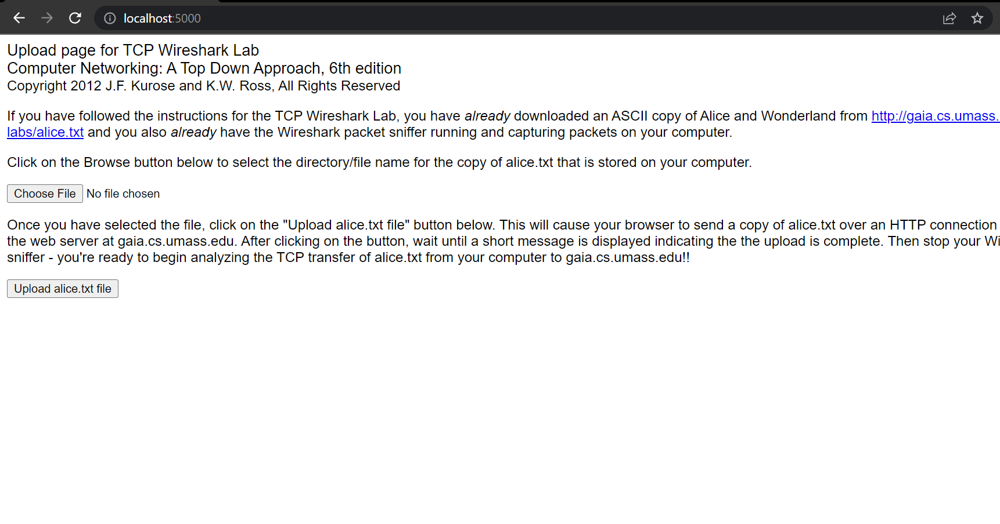 localhost:5000
Upload page for TCP Wireshark Lab
Computer Networking: A Top Down Approach, 6th edition
Copyright 2012 J.F. Kurose and K.W. Ross, All Rights Reserved
If you have followed the instructions for the TCP Wireshark Lab, you have already downloaded an ASCII copy of Alice and Wonderland from http://gaia.cs.umass.
labs/alice.txt and you also already have the Wireshark packet sniffer running and capturing packets on your computer.
Click on the Browse button below to select the directory/file name for the copy of alice.txt that is stored on your computer.
Choose File No file chosen
Once you have selected the file, click on the "Upload alice.txt file" button below. This will cause your browser to send a copy of alice.txt over an HTTP connection
the web server at gaia.cs.umass.edu. After clicking on the button, wait until a short message is displayed indicating the the upload is complete. Then stop your Wi
sniffer - you're ready to begin analyzing the TCP transfer of alice.txt from your computer to gaia.cs.umass.edu!!
Upload alice.txt file